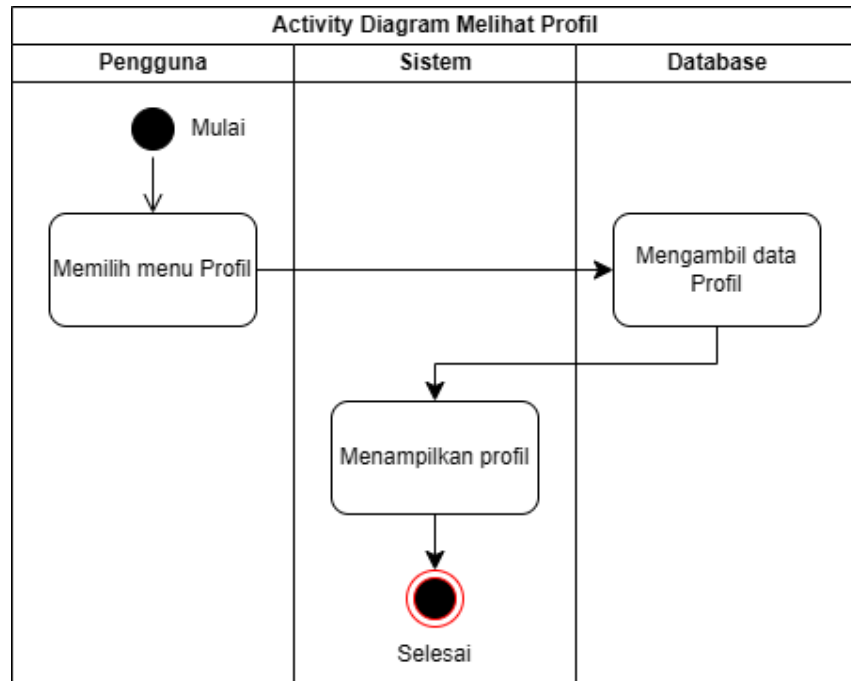 Activity Diagram Melihat Profil
Pengguna
Sistem
Database
Mulai
Memilih menu Profil
Mengambil data
Profil
Menampilkan profil
Selesai